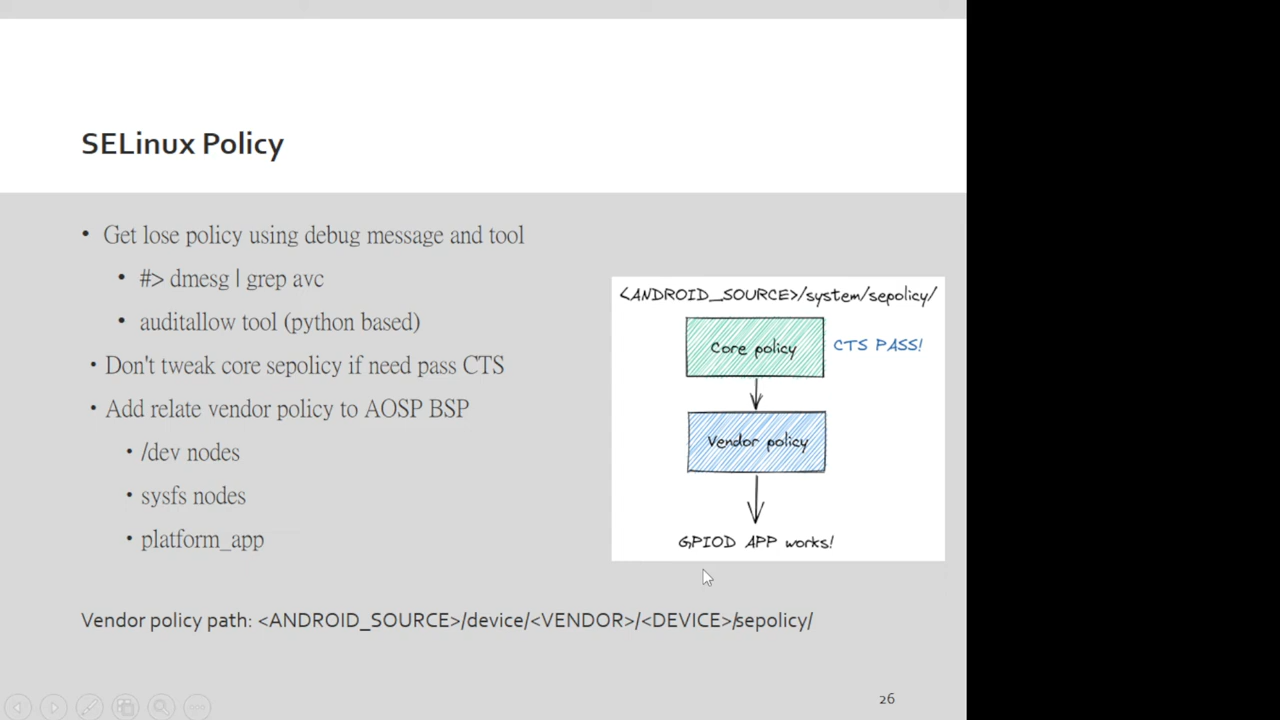 SELinux Policy
• Get lose policy using debug message and tool
• #> dmesg | grep avc
• auditallow tool (python based)
• Don't tweak core sepolicy if need pass CTS
• Add relate vendor policy to AOSP BSP
• /dev nodes
• sysfs nodes
• platform_app
<ANDROID_SOURCE>/system/sepolicy/
Core policy
CTS PASS!
Vendor policy
GPIOD APP works!
Vendor policy path: <ANDROID_SOURCE>/device/<VENDOR>/<DEVICE>/sepolicy/
26